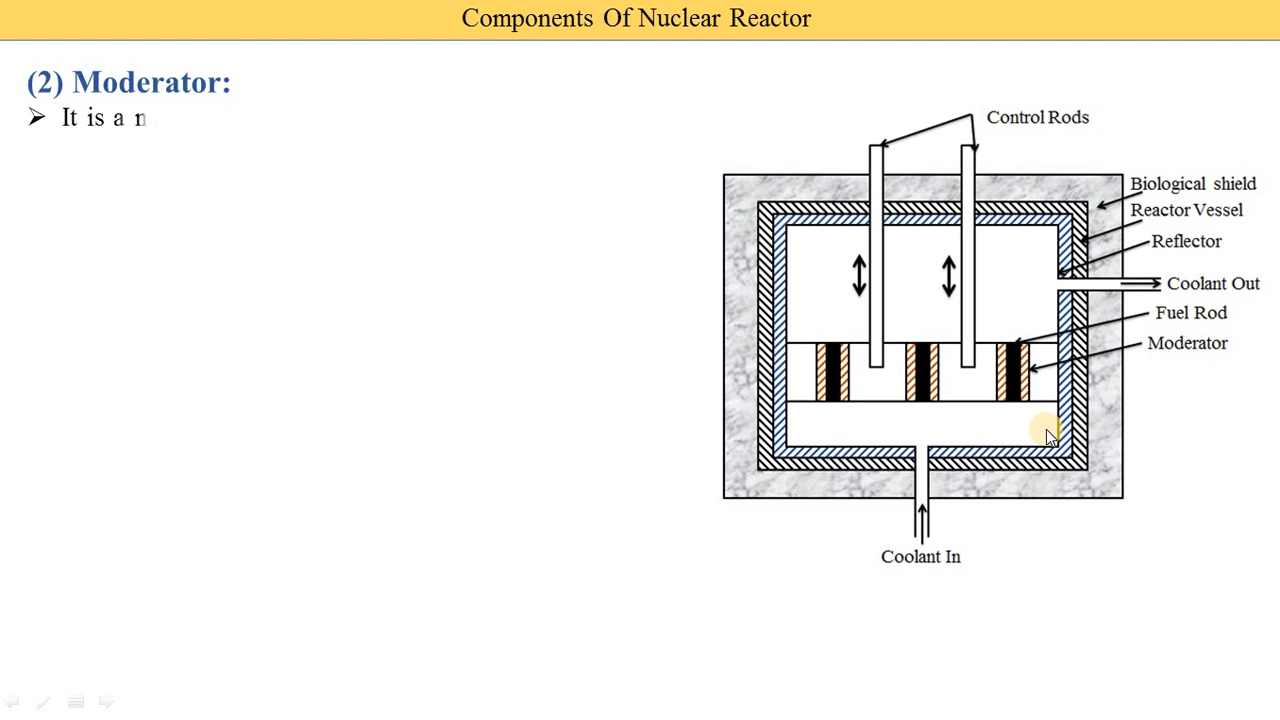 Components Of Nuclear Reactor
(2) Moderator:
➢ It is a
Control Rods
Biological shield
Reactor Vessel
Reflector
Coolant Out
Fuel Rod
Moderator
Coolant In